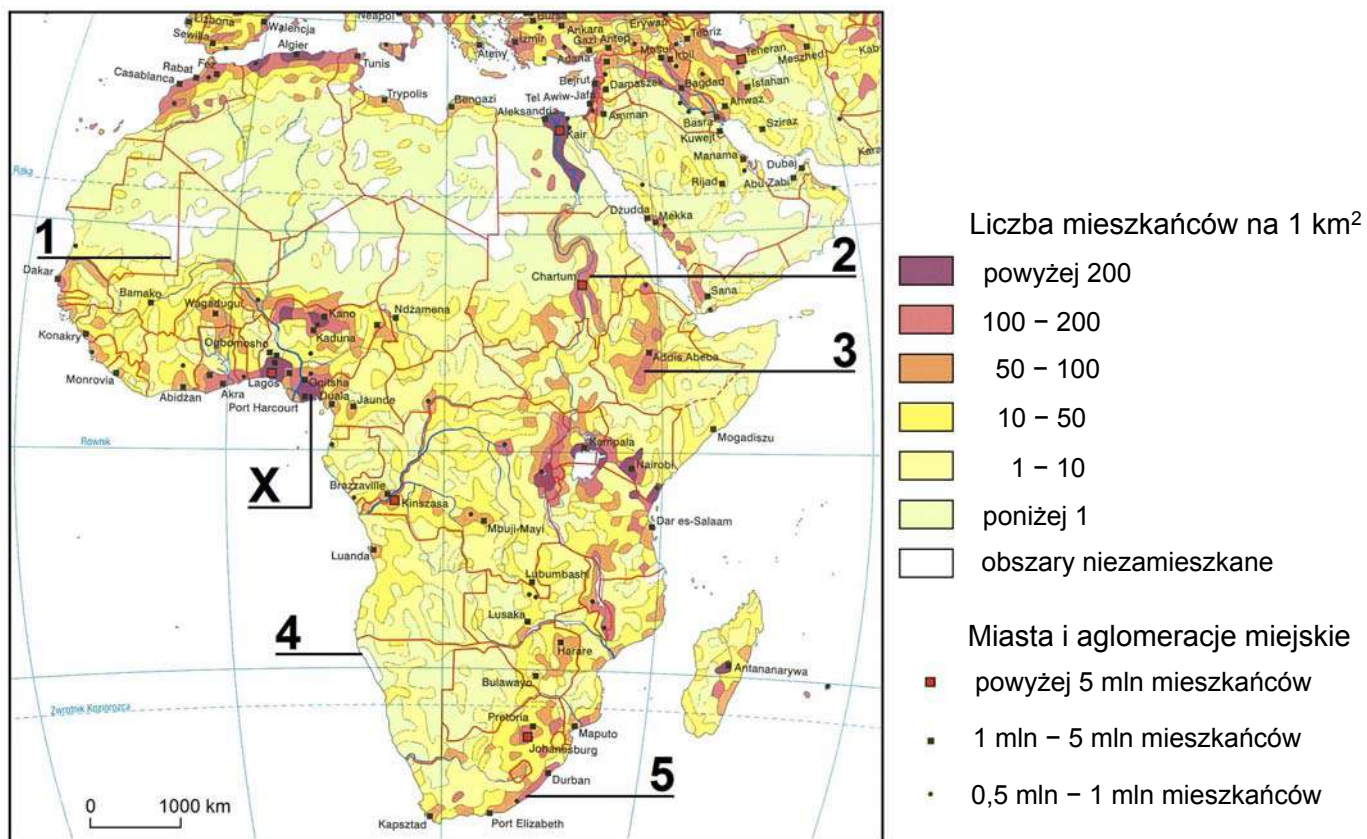 Lizbona
Sewilla
Walencja
Algier
Neapol
Tunis
Fez
Rabat
Casablanca
Trypolis
Bengazi
Ateny
Bursa
Izmir
Ankara
Gazi Antep
Adana
Erywań
Tebriz
Mosul
Irbil
Teheran
Meszhed
Bejrut
Damaszek
Bagdad
Isfahan
Tel Awiw-Jafa
Aleksandria
Kair
Amman
Ahwaz
Basra
Kuwejt
Sziraz
Manama
Dubaj
Rijad
Abu Zabi
Dżudda
Mekka
Sana
1
2
3
Dakar
Bamako
Wagadugu
Konakry
Monrovia
Abidżan
Akra
Ogbomosho
Lagos
Onitsha
Port Harcourt
Kano
Kaduna
Ndżamena
Duala
Jaunde
Chartum
Addis Abeba
Mogadiszu
Równik
X
Kampala
Nairobi
Brazzaville
Kinszasa
Mbuji-Mayi
Dar es-Salaam
Luanda
Lubumbashi
Lusaka
4
Harare
Bulawayo
Antananarywa
Zwrotnik Koziorożca
Pretoria
Johanesburg
Maputo
Durban
5
Kapsztad
Port Elizabeth
0 1000 km
Liczba mieszkańców na 1 km²
powyżej 200
100 − 200
50 − 100
10 − 50
1 − 10
poniżej 1
obszary niezamieszkane
Miasta i aglomeracje miejskie
powyżej 5 mln mieszkańców
1 mln − 5 mln mieszkańców
0,5 mln − 1 mln mieszkańców